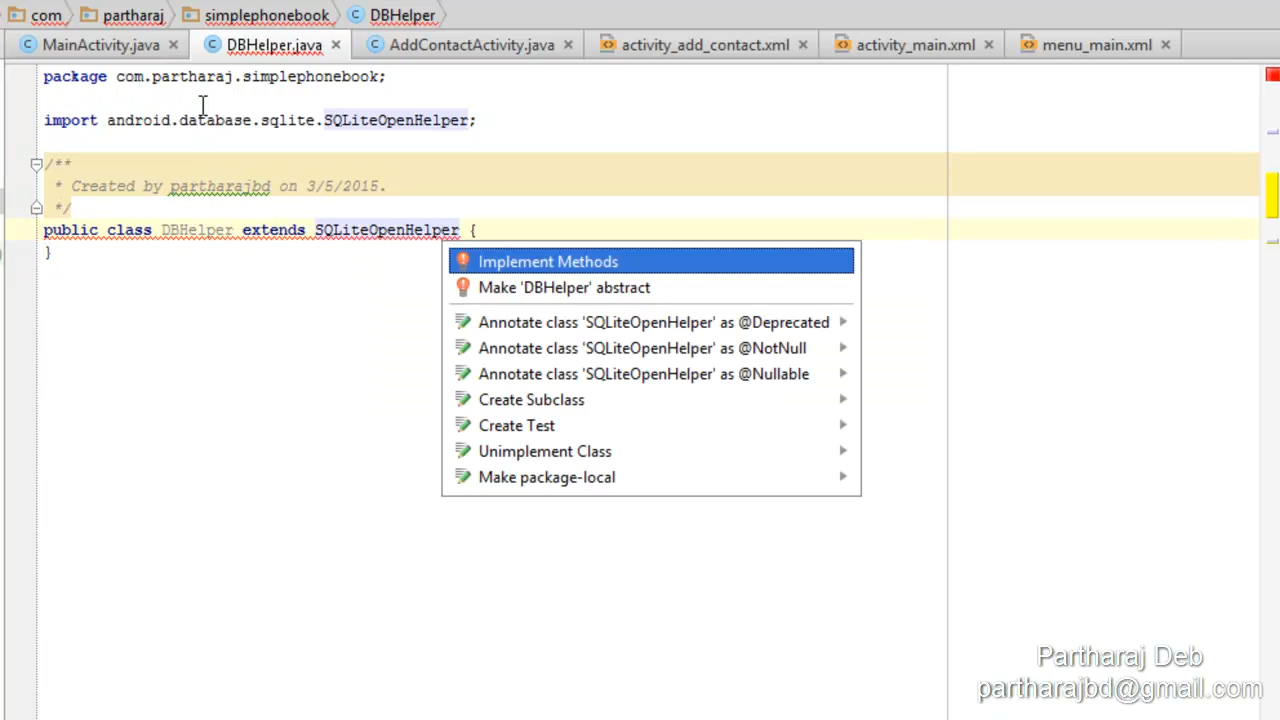 com partharaj simplephonebook DBHelper
MainActivity.java DBHelper.java AddContactActivity.java activity_add_contact.xml activity_main.xml menu_main.xml
package com.partharaj.simplephonebook;
import android.database.sqlite.SQLiteOpenHelper;
/**
* Created by partharajbd on 3/5/2015.
*/
public class DBHelper extends SQLiteOpenHelper {
}
Implement Methods
Make 'DBHelper' abstract
Annotate class 'SQLiteOpenHelper' as @Deprecated
Annotate class 'SQLiteOpenHelper' as @NotNull
Annotate class 'SQLiteOpenHelper' as @Nullable
Create Subclass
Create Test
Unimplement Class
Make package-local
Partharaj Deb
partharajbd@gmail.com